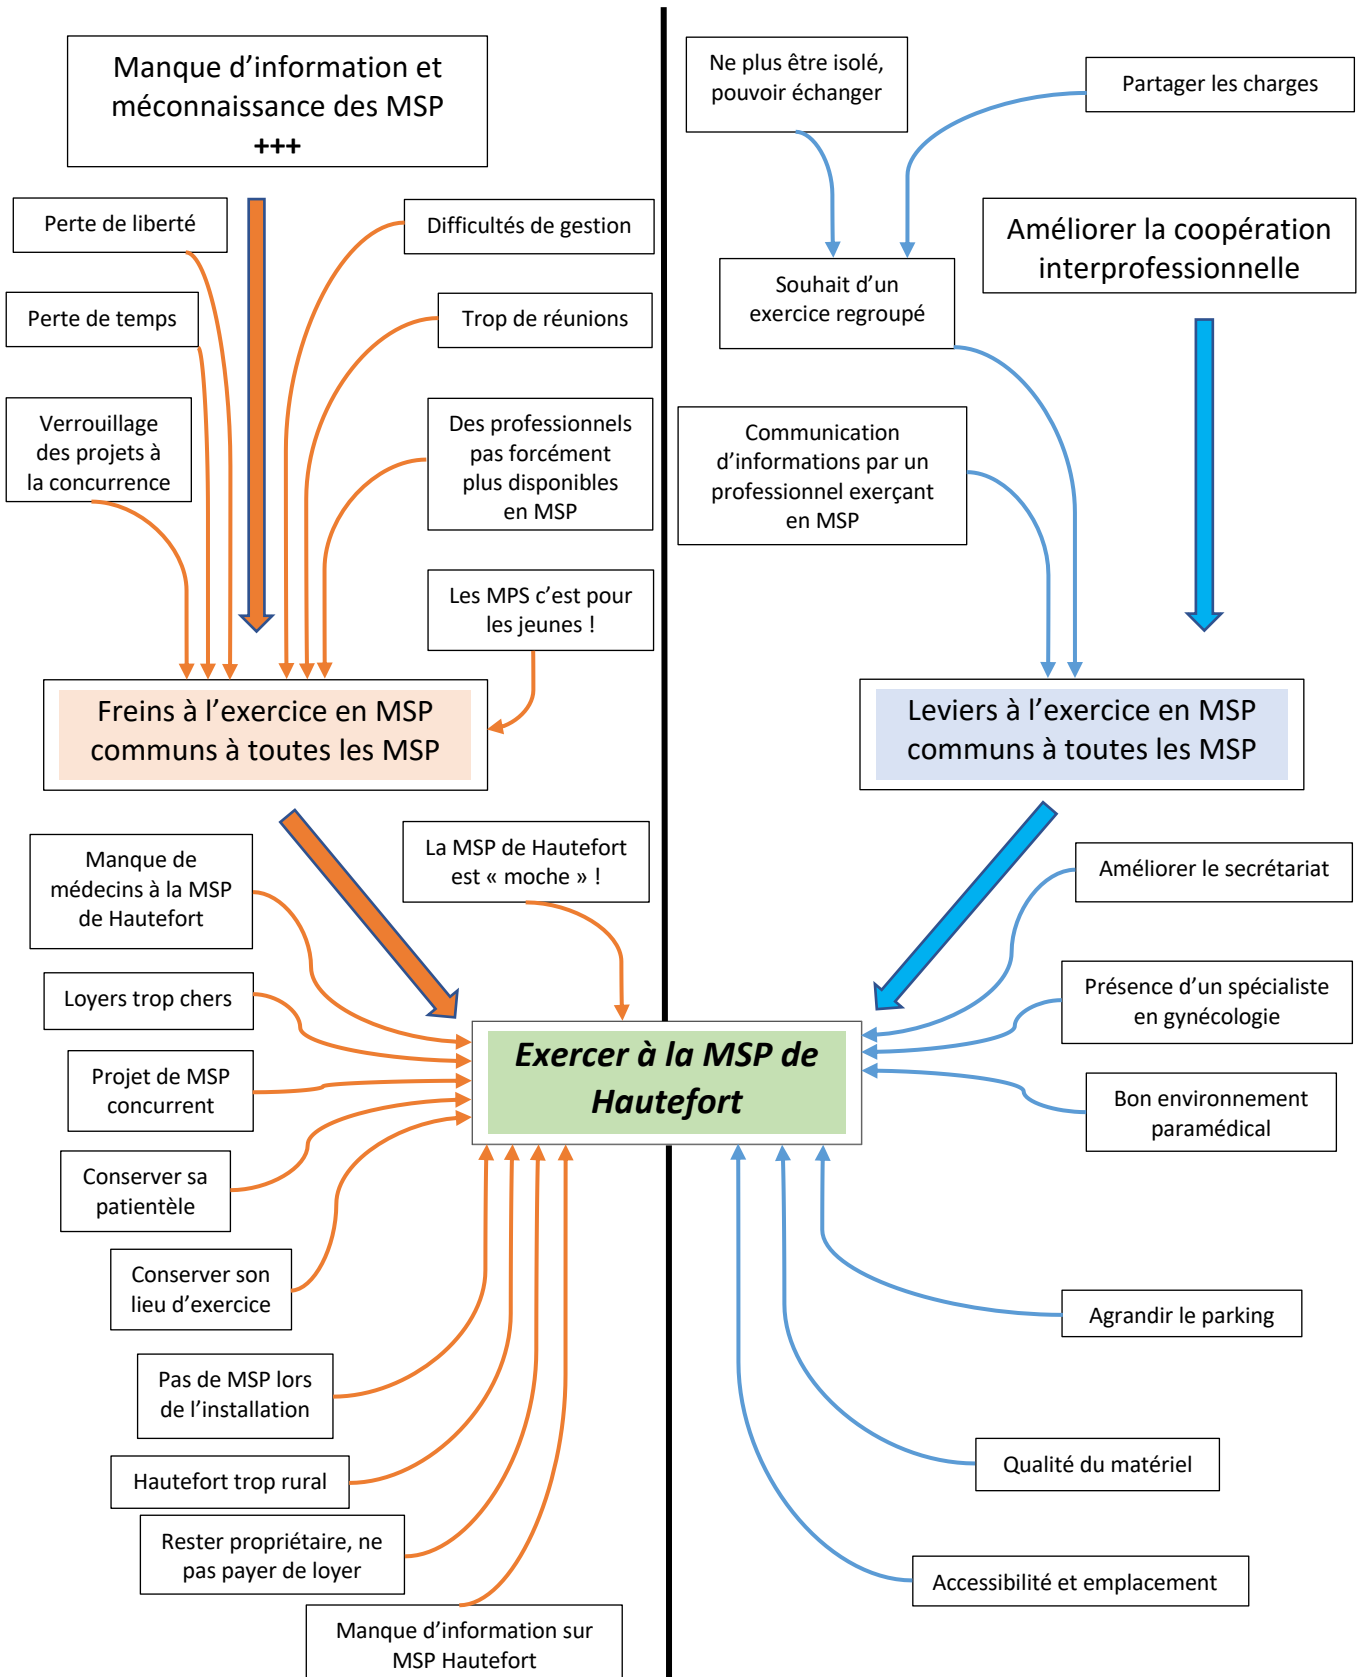 Manque d'information et
méconnaissance des MSP
+++
Perte de liberté
Difficultés de gestion
Perte de temps
Trop de réunions
Verrouillage
des projets à
la concurrence
Des professionnels
pas forcément
plus disponibles
en MSP
Les MPS c'est pour
les jeunes !
Freins à l'exercice en MSP
communs à toutes les MSP
Ne plus être isolé,
pouvoir échanger
Partager les charges
Améliorer la coopération
interprofessionnelle
Souhait d'un
exercice regroupé
Communication
d'informations par un
professionnel exerçant
en MSP
Leviers à l'exercice en MSP
communs à toutes les MSP
Manque de
médecins à la MSP
de Hautefort
La MSP de Hautefort
est « moche » !
Loyers trop chers
Projet de MSP
concurrent
Conserver sa
patientèle
Conserver son
lieu d'exercice
Pas de MSP lors
de l'installation
Hautefort trop rural
Rester propriétaire, ne
pas payer de loyer
Manque d'information sur
MSP Hautefort
Exercer à la MSP de
Hautefort
Améliorer le secrétariat
Présence d'un spécialiste
en gynécologie
Bon environnement
paramédical
Agrandir le parking
Qualité du matériel
Accessibilité et emplacement